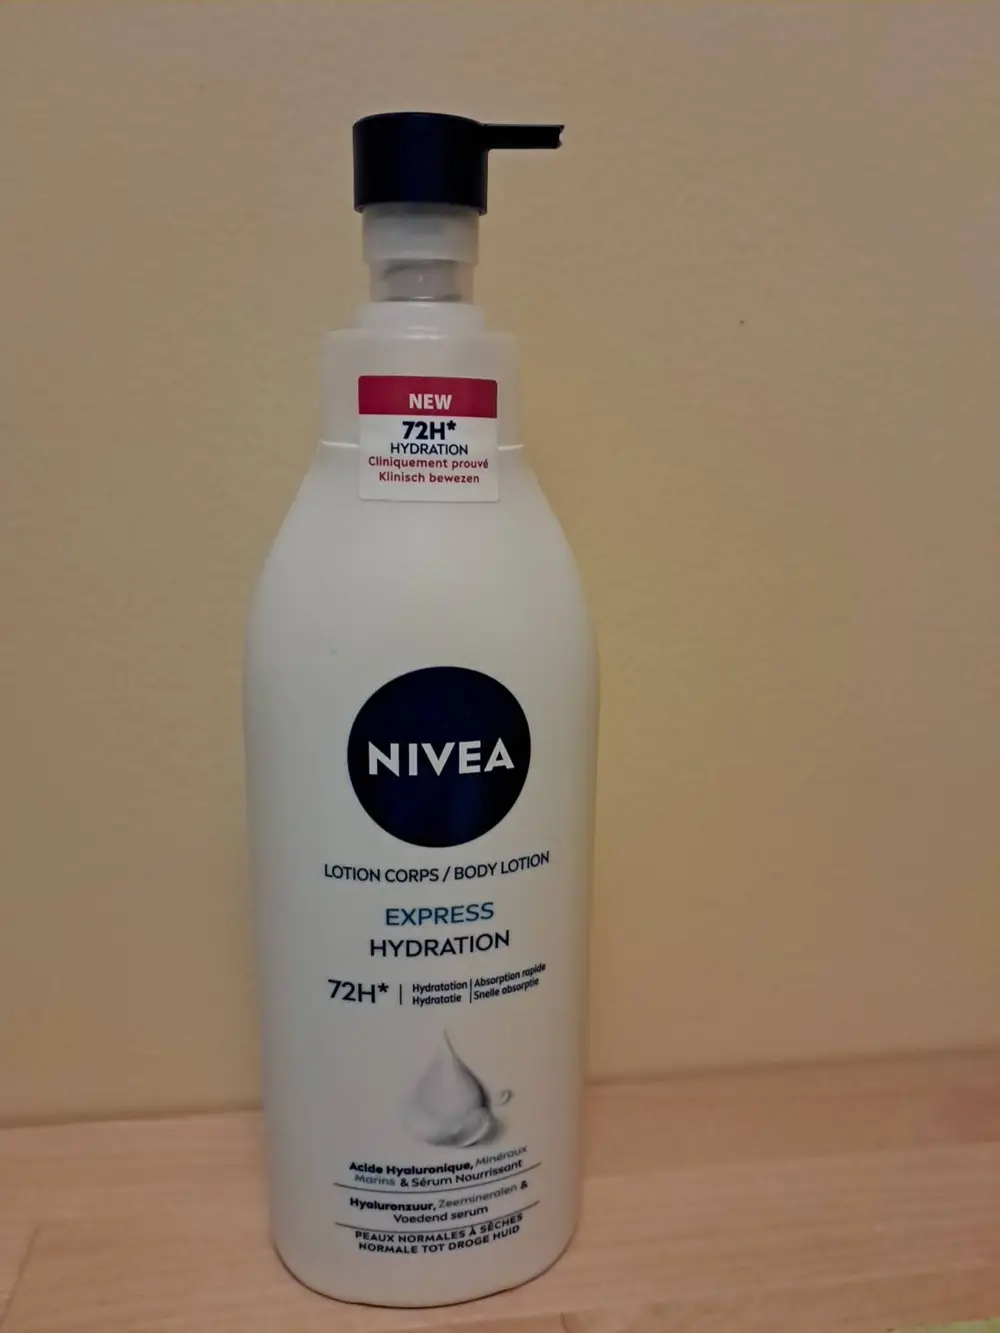 NEW
72H*
HYDRATION
Cliniquement prouvé
Klinisch bewezen
NIVEA
LOTION CORPS / BODY LOTION
EXPRESS
HYDRATION
72H* | Hydratation | Absorption rapide
Hydratatie | Snelle absorptie
Acide Hyaluronique, Minéraux
Marins & Sérum Nourrissant
Hyaluronzuur, Zeemineralen &
Voedend serum
PEAUX NORMALES À SÈCHES
NORMALE TOT DROGE HUID